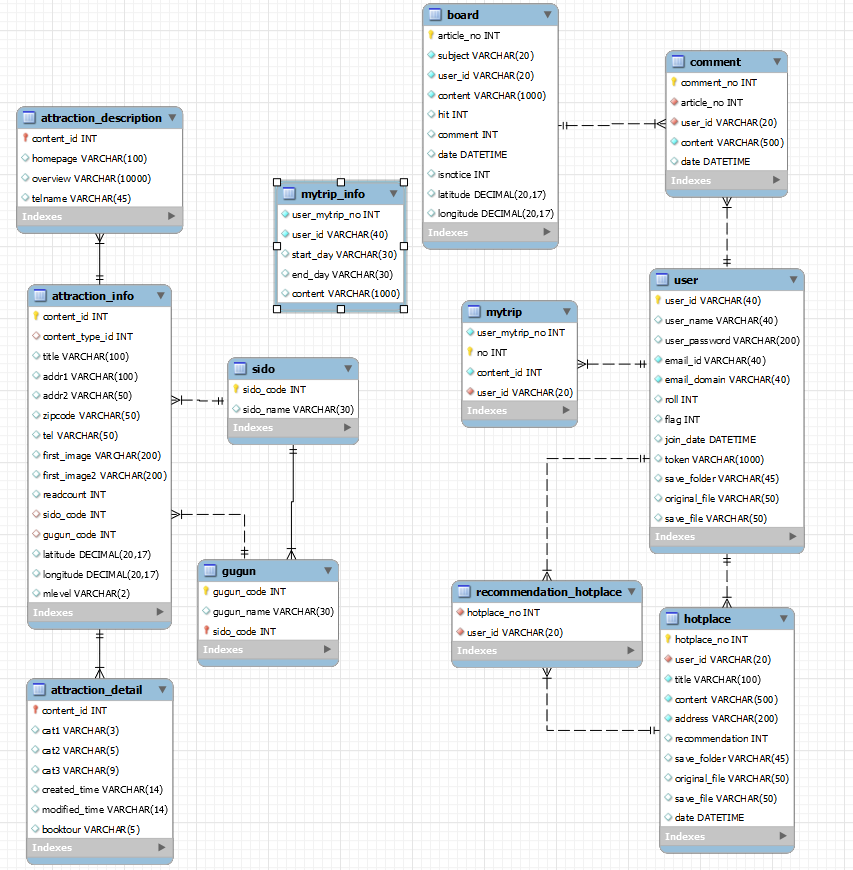 board
article_no INT
subject VARCHAR(20)
user_id VARCHAR(20)
content VARCHAR(1000)
hit INT
comment INT
date DATETIME
isnotice INT
latitude DECIMAL(20,17)
longitude DECIMAL(20,17)
Indexes
comment
comment_no INT
article_no INT
user_id VARCHAR(20)
content VARCHAR(500)
date DATETIME
Indexes
attraction_description
content_id INT
homepage VARCHAR(100)
overview VARCHAR(10000)
telname VARCHAR(45)
Indexes
mytrip_info
user_mytrip_no INT
user_id VARCHAR(40)
start_day VARCHAR(30)
end_day VARCHAR(30)
content VARCHAR(1000)
attraction_info
content_id INT
content_type_id INT
title VARCHAR(100)
addr1 VARCHAR(100)
addr2 VARCHAR(50)
zipcode VARCHAR(50)
tel VARCHAR(50)
first_image VARCHAR(200)
first_image2 VARCHAR(200)
readcount INT
sido_code INT
gugun_code INT
latitude DECIMAL(20,17)
longitude DECIMAL(20,17)
mlevel VARCHAR(2)
Indexes
sido
sido_code INT
sido_name VARCHAR(30)
Indexes
mytrip
user_mytrip_no INT
no INT
content_id INT
user_id VARCHAR(20)
Indexes
user
user_id VARCHAR(40)
user_name VARCHAR(40)
user_password VARCHAR(200)
email_id VARCHAR(40)
email_domain VARCHAR(40)
roll INT
flag INT
join_date DATETIME
token VARCHAR(1000)
save_folder VARCHAR(45)
original_file VARCHAR(50)
save_file VARCHAR(50)
Indexes
gugun
gugun_code INT
gugun_name VARCHAR(30)
sido_code INT
Indexes
recommendation_hotplace
hotplace_no INT
user_id VARCHAR(20)
Indexes
hotplace
hotplace_no INT
user_id VARCHAR(20)
title VARCHAR(100)
content VARCHAR(500)
address VARCHAR(200)
recommendation INT
save_folder VARCHAR(45)
original_file VARCHAR(50)
save_file VARCHAR(50)
date DATETIME
Indexes
attraction_detail
content_id INT
cat1 VARCHAR(3)
cat2 VARCHAR(5)
cat3 VARCHAR(9)
created_time VARCHAR(14)
modified_time VARCHAR(14)
booktour VARCHAR(5)
Indexes